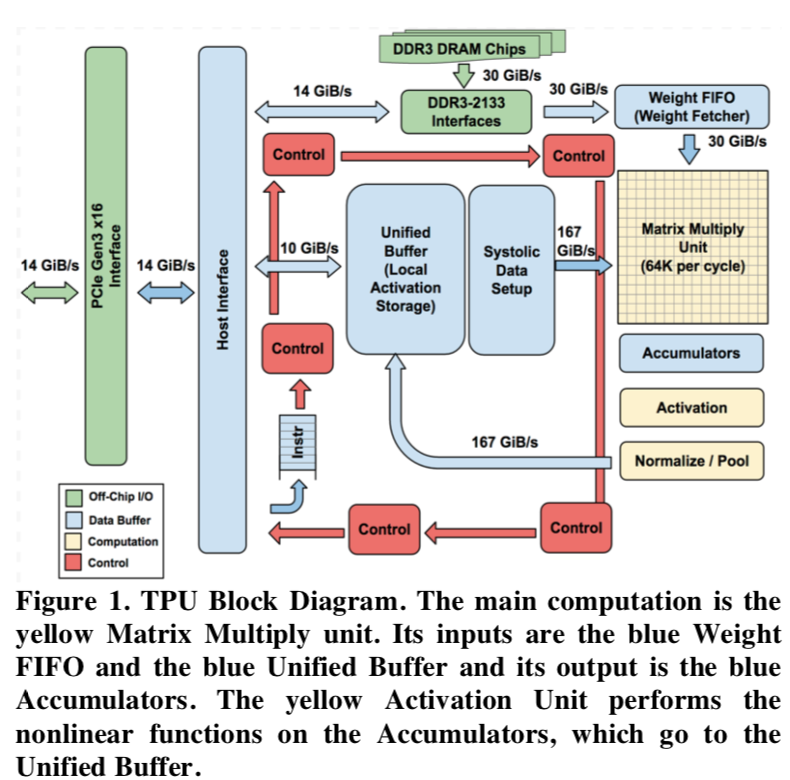 DDR3 DRAM Chips
14 GiB/s
30 GiB/s
30 GiB/s
DDR3-2133
Interfaces
Weight FIFO
(Weight Fetcher)
30 GiB/s
Control
Control
PCIe Gen3 x16
Interface
14 GiB/s
14 GiB/s
Host Interface
10 GiB/s
Unified
Buffer
(Local
Activation
Storage)
Systolic
Data
Setup
167
GiB/s
Matrix Multiply
Unit
(64K per cycle)
Control
Accumulators
Activation
Instr
167 GiB/s
Normalize / Pool
Off-Chip I/O
Data Buffer
Computation
Control
Control
Control
Figure 1. TPU Block Diagram. The main computation is the
yellow Matrix Multiply unit. Its inputs are the blue Weight
FIFO and the blue Unified Buffer and its output is the blue
Accumulators. The yellow Activation Unit performs the
nonlinear functions on the Accumulators, which go to the
Unified Buffer.